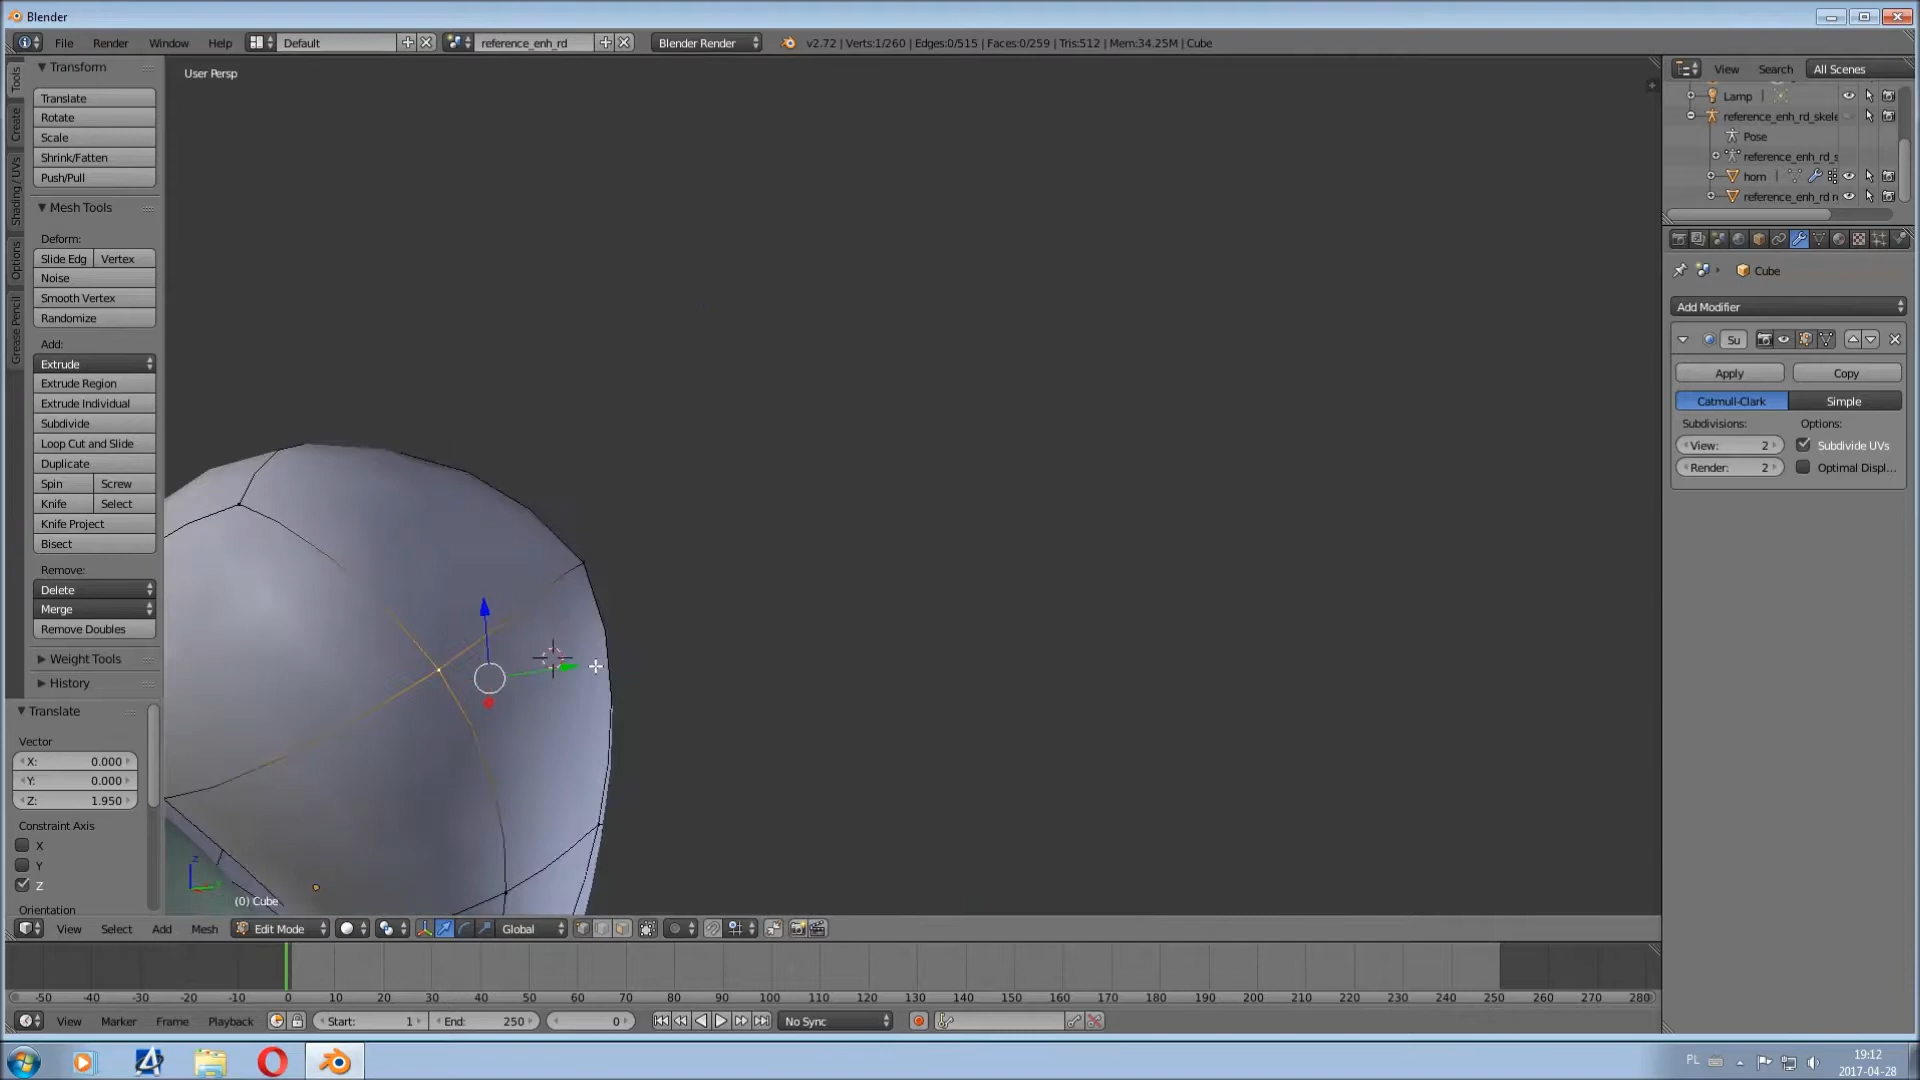 Blender
File Render Window Help Default reference_enh_rd Blender Render v2.72 | Verts:1/260 | Edges:0/515 | Faces:0/259 | Tris:512 | Mem:34.25M | Cube
Tools
Create
Shading / UVs
Options
Grease Pencil
Transform
Translate
Rotate
Scale
Shrink/Fatten
Push/Pull
Mesh Tools
Deform:
Slide Edg Vertex
Noise
Smooth Vertex
Randomize
Add:
Extrude
Extrude Region
Extrude Individual
Subdivide
Loop Cut and Slide
Duplicate
Spin Screw
Knife Select
Knife Project
Bisect
Remove:
Delete
Merge
Remove Doubles
Weight Tools
History
Translate
Vector
X: 0.000
Y: 0.000
Z: 1.950
Constraint Axis
X
Y
Z
Orientation
User Persp
(0) Cube
View Select Add Mesh Edit Mode Global
View Search All Scenes
Lamp
reference_enh_rd_skele
Pose
reference_enh_rd_s
horn
reference_enh_rd r
Cube
Add Modifier
Su
Apply Copy
Catmull-Clark Simple
Subdivisions: Options:
View: 2 Subdivide UVs
Render: 2 Optimal Displ...
-50 -40 -30 -20 -10 0 10 20 30 40 50 60 70 80 90 100 110 120 130 140 150 160 170 180 190 200 210 220 230 240 250 260 270 280
View Marker Frame Playback Start: 1 End: 250 0 No Sync
PL 19:12
2017-04-28